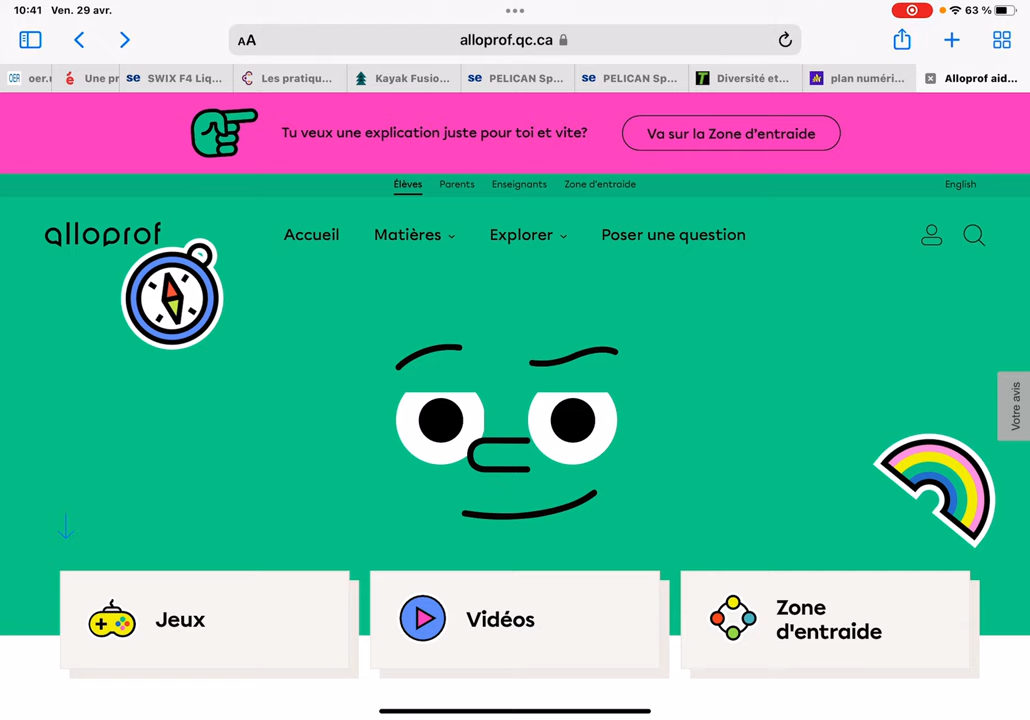 10:41 Ven. 29 avr.
63 %
AA alloprof.qc.ca
oer.u
Une pr
SWIX F4 Liq...
Les pratiqu...
Kayak Fusio...
PELICAN Sp...
PELICAN Sp...
Diversité et...
plan numéri...
Alloprof aid...
Tu veux une explication juste pour toi et vite? Va sur la Zone d'entraide
Élèves Parents Enseignants Zone d'entraide English
alloprof Accueil Matières Explorer Poser une question
Votre avis
Jeux
Vidéos
Zone
d'entraide